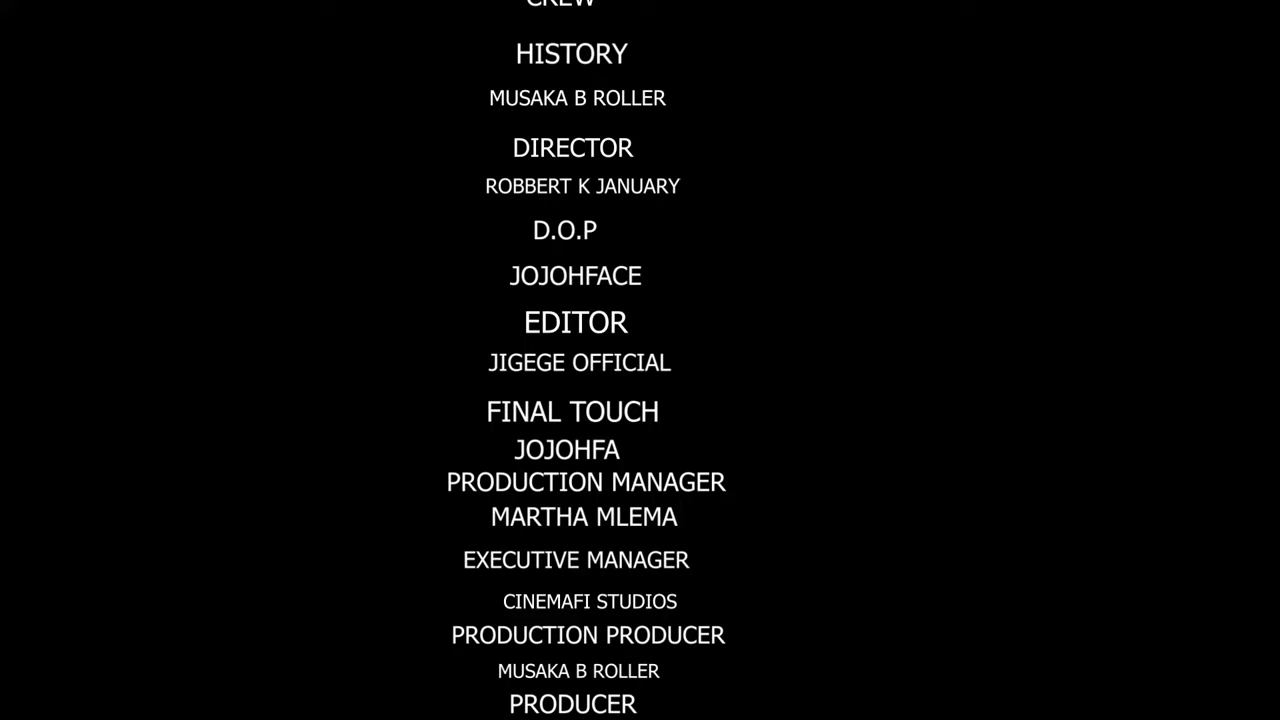 CREW
HISTORY
MUSAKA B ROLLER
DIRECTOR
ROBBERT K JANUARY
D.O.P
JOJOHFACE
EDITOR
JIGEGE OFFICIAL
FINAL TOUCH
JOJOHFA
PRODUCTION MANAGER
MARTHA MLEMA
EXECUTIVE MANAGER
CINEMAFI STUDIOS
PRODUCTION PRODUCER
MUSAKA B ROLLER
PRODUCER